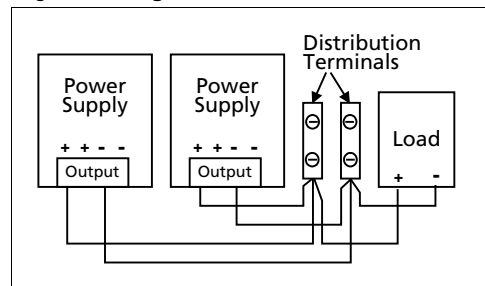 Distribution
Terminals
Power
Supply
+ + - -
Output
Power
Supply
+ + - -
Output
Load
+ -